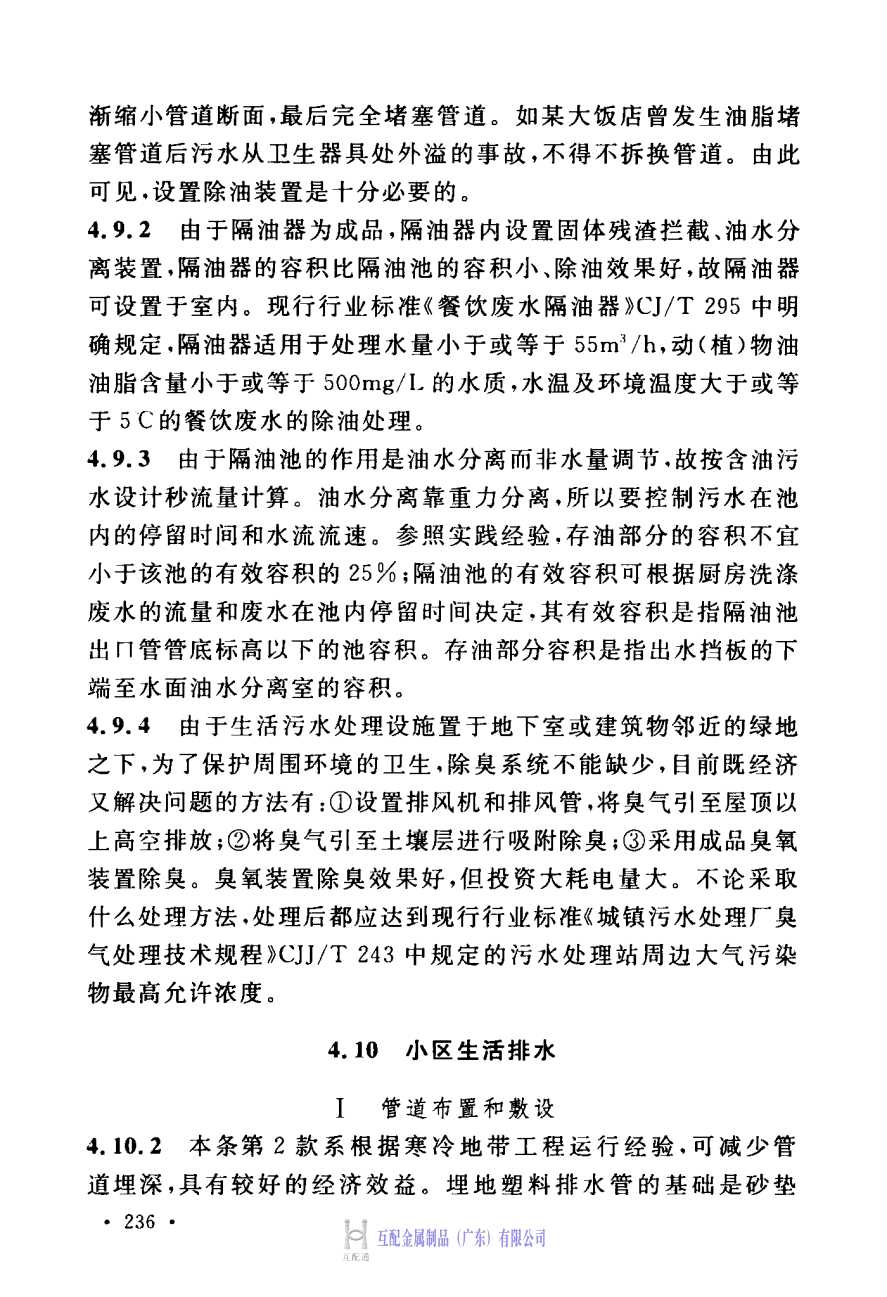 渐缩小管道断面,最后完全堵塞管道。如某大饭店曾发生油脂堵
塞管道后污水从卫生器具处外溢的事故,不得不拆换管道。由此
可见,设置除油装置是十分必要的。
4.9.2 由于隔油器为成品,隔油器内设置固体残渣拦截、油水分
离装置,隔油器的容积比隔油池的容积小、除油效果好,故隔油器
可设置于室内。现行行业标准《餐饮废水隔油器》CJ/T 295 中明
确规定,隔油器适用于处理水量小于或等于 55m³/h,动(植)物油
油脂含量小于或等于 500mg/L 的水质,水温及环境温度大于或等
于 5℃的餐饮废水的除油处理。
4.9.3 由于隔油池的作用是油水分离而非水量调节,故按含油污
水设计秒流量计算。油水分离靠重力分离,所以要控制污水在池
内的停留时间和水流流速。参照实践经验,存油部分的容积不宜
小于该池的有效容积的 25%;隔油池的有效容积可根据厨房洗涤
废水的流量和废水在池内停留时间决定,其有效容积是指隔油池
出口管管底标高以下的池容积。存油部分容积是指出水挡板的下
端至水面油水分离室的容积。
4.9.4 由于生活污水处理设施置于地下室或建筑物邻近的绿地
之下,为了保护周围环境的卫生,除臭系统不能缺少,目前既经济
又解决问题的方法有:①设置排风机和排风管,将臭气引至屋顶以
上高空排放;②将臭气引至土壤层进行吸附除臭;③采用成品臭氧
装置除臭。臭氧装置除臭效果好,但投资大耗电量大。不论采取
什么处理方法,处理后都应达到现行行业标准《城镇污水处理厂臭
气处理技术规程》CJJ/T 243 中规定的污水处理站周边大气污染
物最高允许浓度。
4.10 小区生活排水
Ⅰ 管道布置和敷设
4.10.2 本条第 2 款系根据寒冷地带工程运行经验,可减少管
道埋深,具有较好的经济效益。埋地塑料排水管的基础是砂垫
• 236 •
互配金属制品(广东)有限公司
互配通